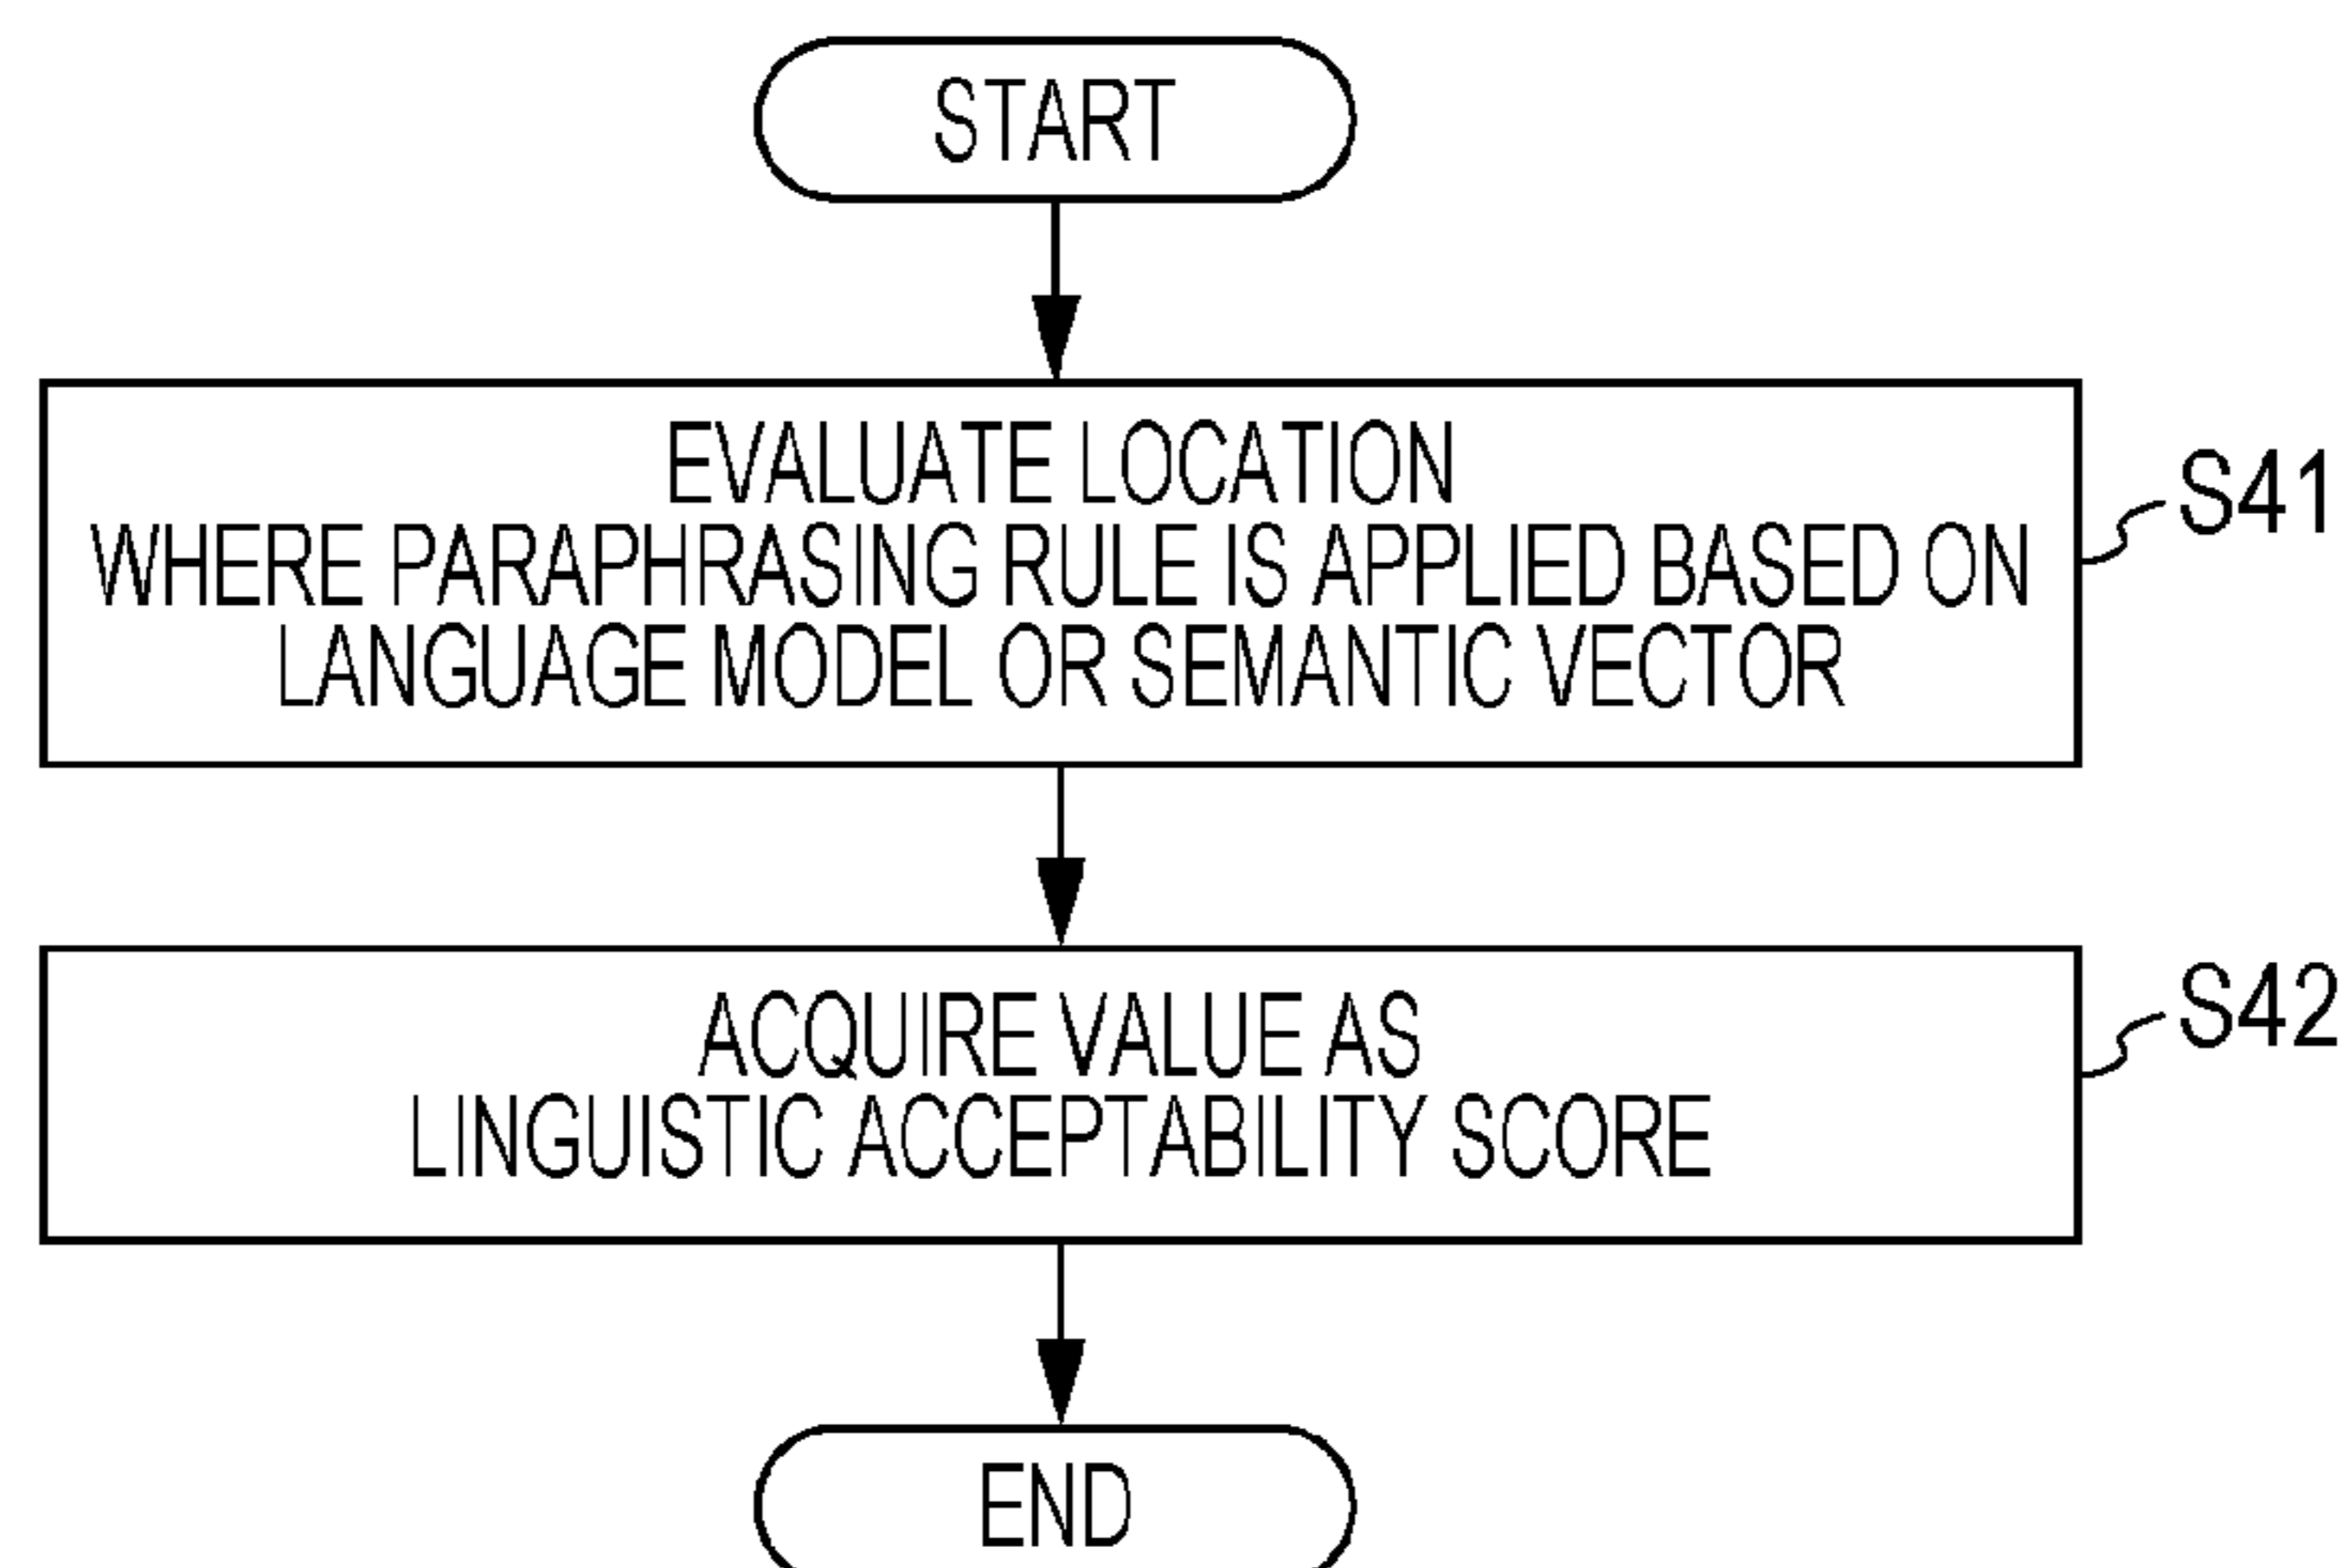 START
EVALUATE LOCATION
WHERE PARAPHRASING RULE IS APPLIED BASED ON
LANGUAGE MODEL OR SEMANTIC VECTOR
S41
ACQUIRE VALUE AS
LINGUISTIC ACCEPTABILITY SCORE
S42
END